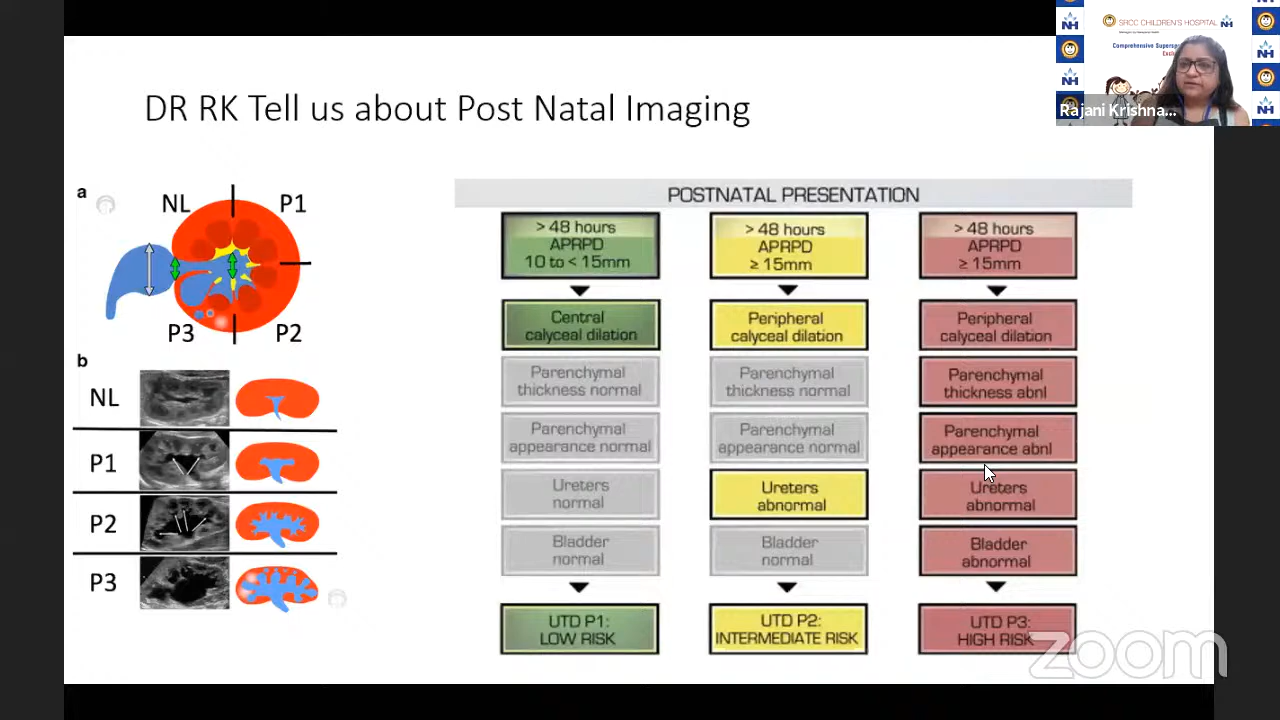 DR RK Tell us about Post Natal Imaging
SRCC CHILDREN'S HOSPITAL
NH
Comprehensive
Rajani Krishna...
a
NL
P1
P3
P2
b
NL
P1
P2
P3
POSTNATAL PRESENTATION
> 48 hours
APRPD
10 to < 15mm
Central
calyceal dilation
Parenchymal
thickness normal
Parenchymal
appearance normal
Ureters
normal
Bladder
normal
UTD P1:
LOW RISK
> 48 hours
APRPD
≥ 15mm
Peripheral
calyceal dilation
Parenchymal
thickness normal
Parenchymal
appearance normal
Ureters
abnormal
Bladder
normal
UTD P2:
INTERMEDIATE RISK
> 48 hours
APRPD
≥ 15mm
Peripheral
calyceal dilation
Parenchymal
thickness abnl
Parenchymal
appearance abnl
Ureters
abnormal
Bladder
abnormal
UTD P3:
HIGH RISK
zoom